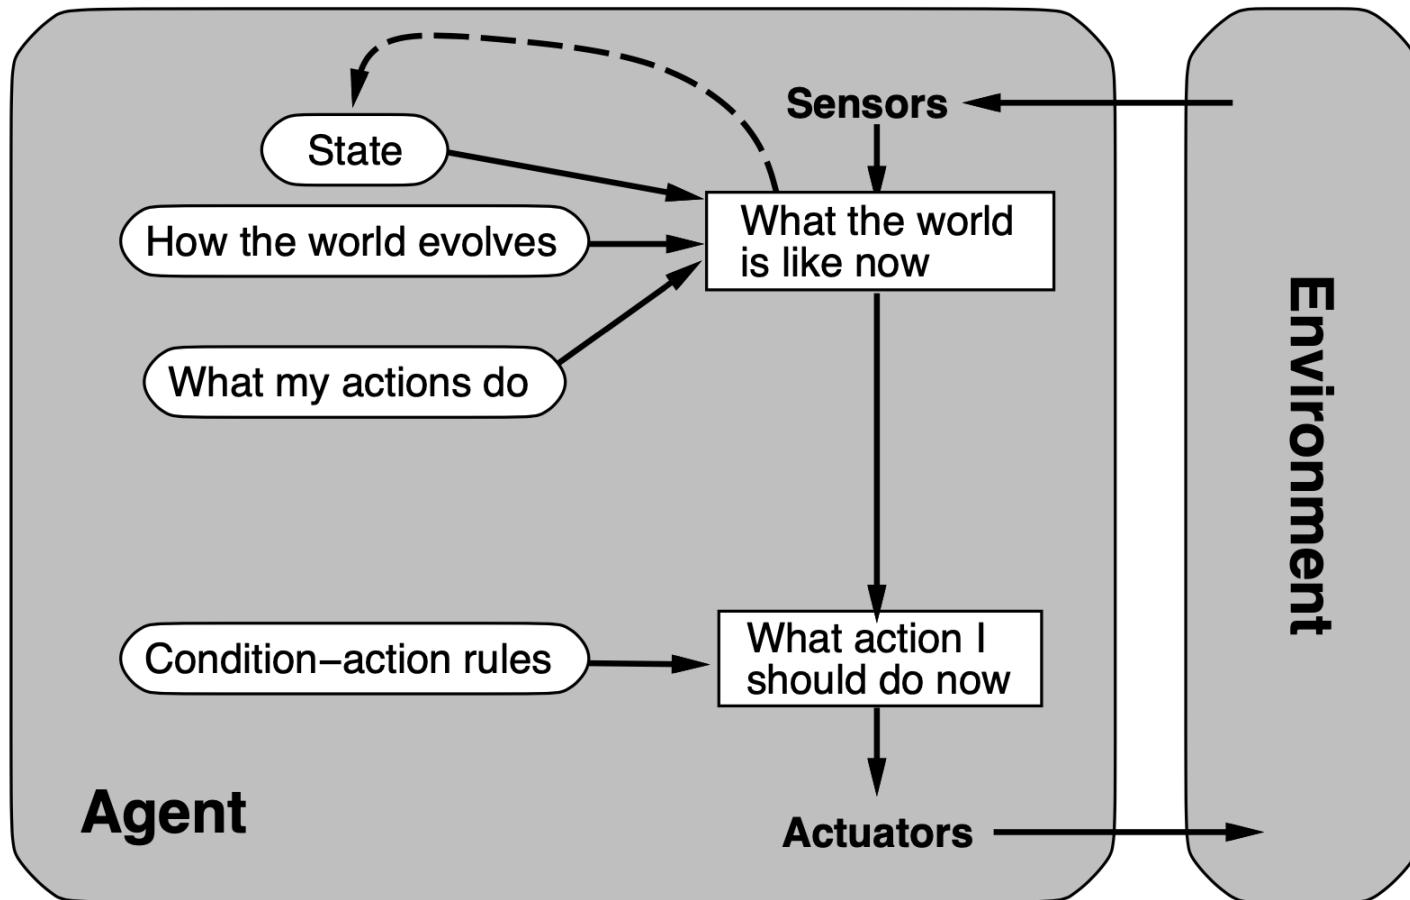 Sensors
State
What the world
is like now
How the world evolves
What my actions do
Environment
Condition–action rules
What action I
should do now
Agent
Actuators